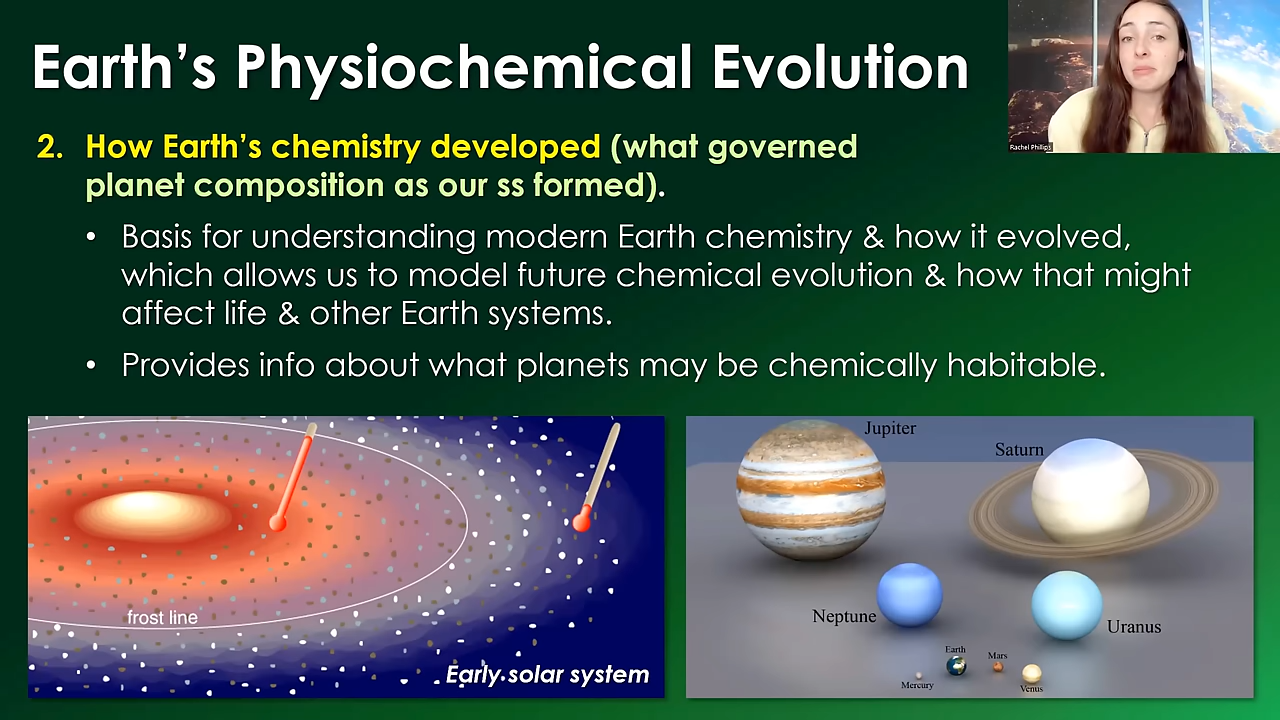 Earth's Physiochemical Evolution
Rachel Phillips
2. How Earth's chemistry developed (what governed
planet composition as our ss formed).
• Basis for understanding modern Earth chemistry & how it evolved,
which allows us to model future chemical evolution & how that might
affect life & other Earth systems.
• Provides info about what planets may be chemically habitable.
frost line
Early solar system
Jupiter
Saturn
Neptune
Uranus
Earth
Mars
Mercury
Venus